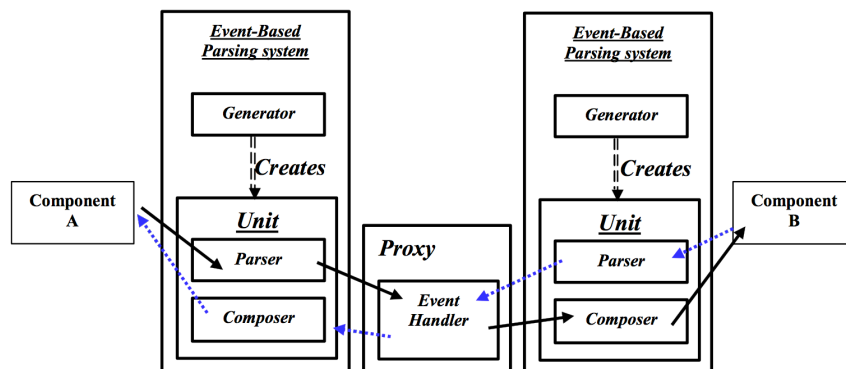 Event-Based
Parsing system
Generator
Creates
Unit
Parser
Composer
Component
A
Proxy
Event
Handler
Event-Based
Parsing system
Generator
Creates
Unit
Parser
Composer
Component
B